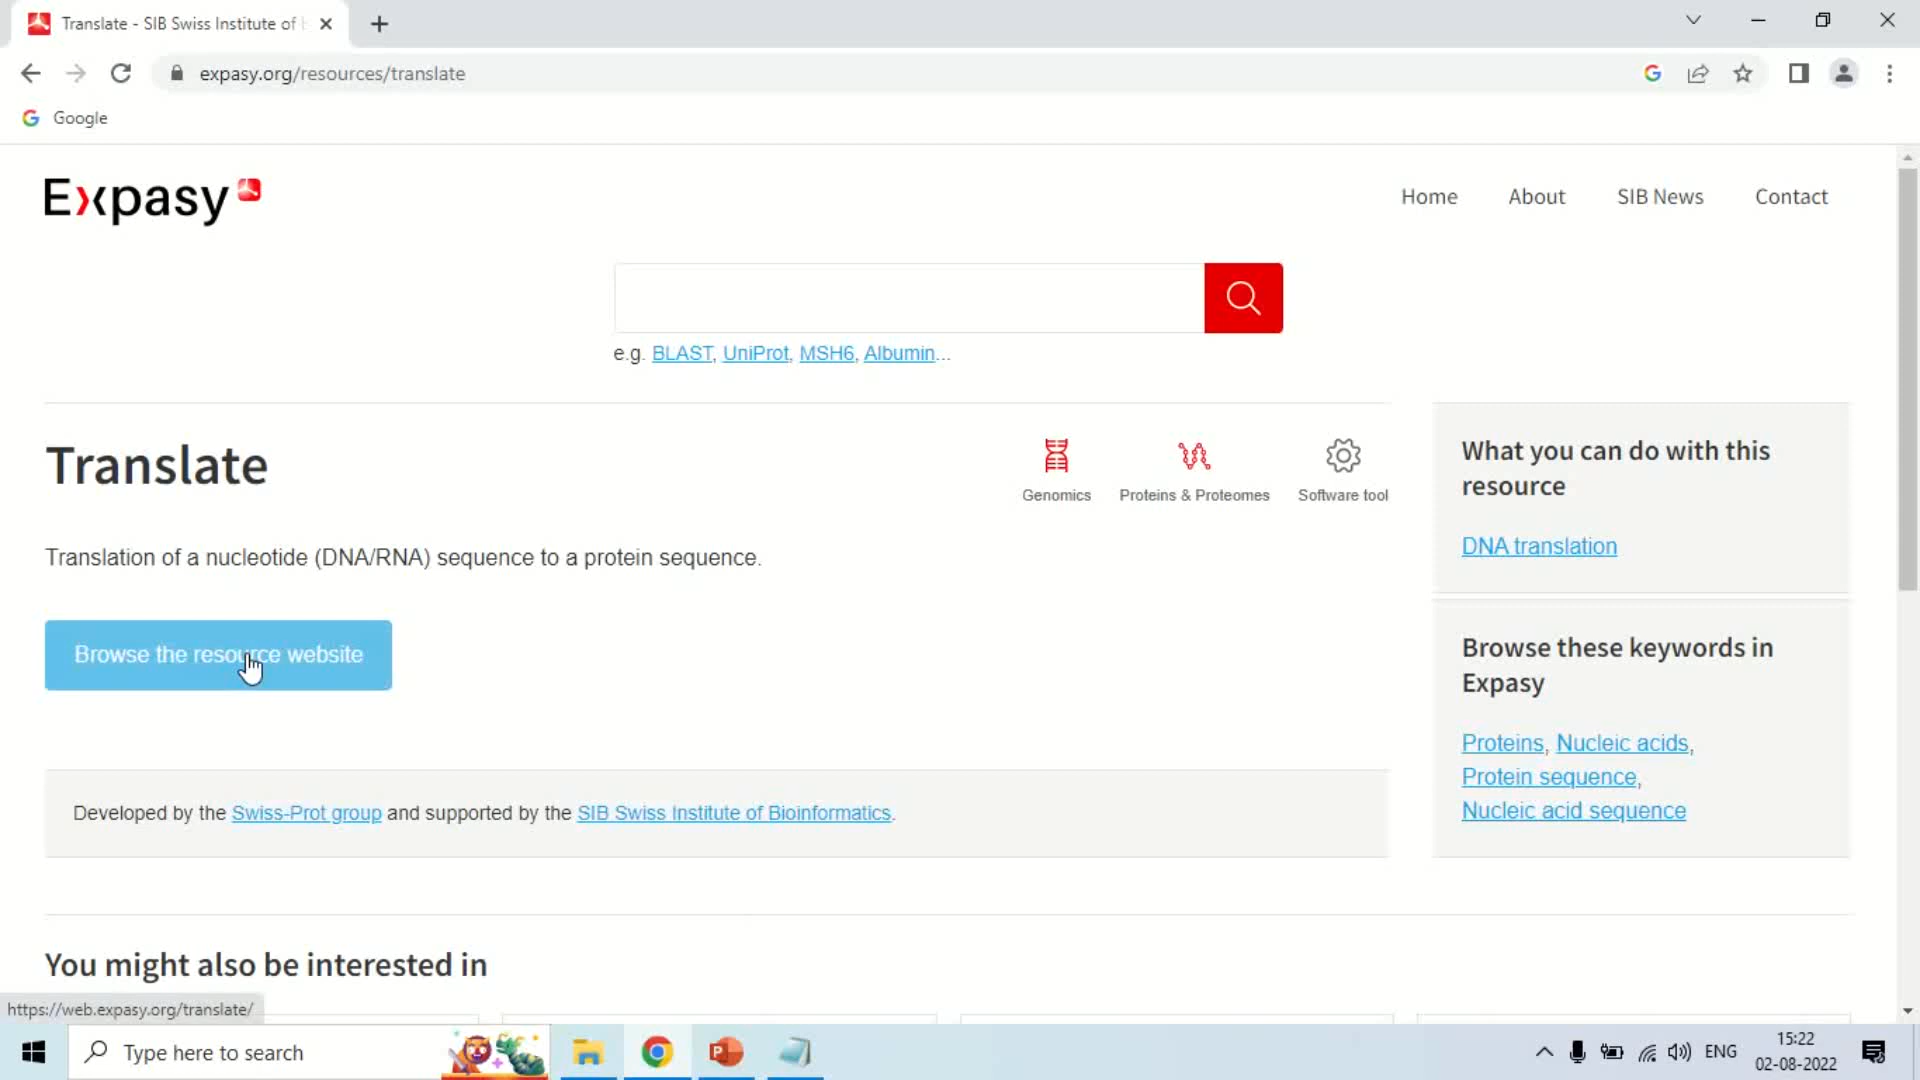 Translate - SIB Swiss Institute of
expasy.org/resources/translate
Google
Expasy
Home
About
SIB News
Contact
e.g. BLAST, UniProt, MSH6, Albumin...
Translate
Genomics
Proteins & Proteomes
Software tool
Translation of a nucleotide (DNA/RNA) sequence to a protein sequence.
Browse the resource website
Developed by the Swiss-Prot group and supported by the SIB Swiss Institute of Bioinformatics.
What you can do with this
resource
DNA translation
Browse these keywords in
Expasy
Proteins, Nucleic acids,
Protein sequence,
Nucleic acid sequence
You might also be interested in
https://web.expasy.org/translate/
Type here to search
ENG
15:22
02-08-2022